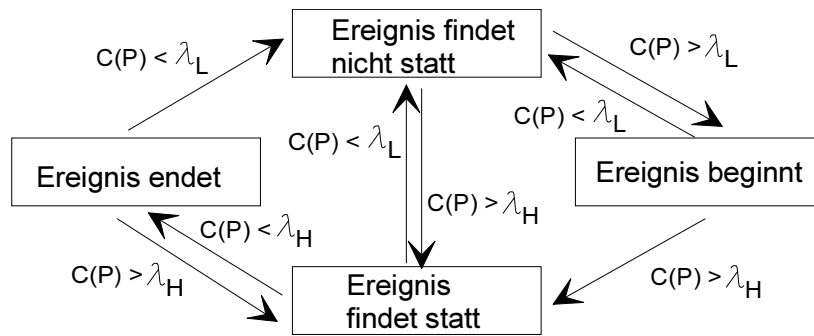 Ereignis findet
nicht statt
C(P) < λL
C(P) > λL
C(P) < λL
C(P) < λL
Ereignis endet
Ereignis beginnt
C(P) > λH
C(P) < λH
C(P) > λH
C(P) > λH
Ereignis
findet statt